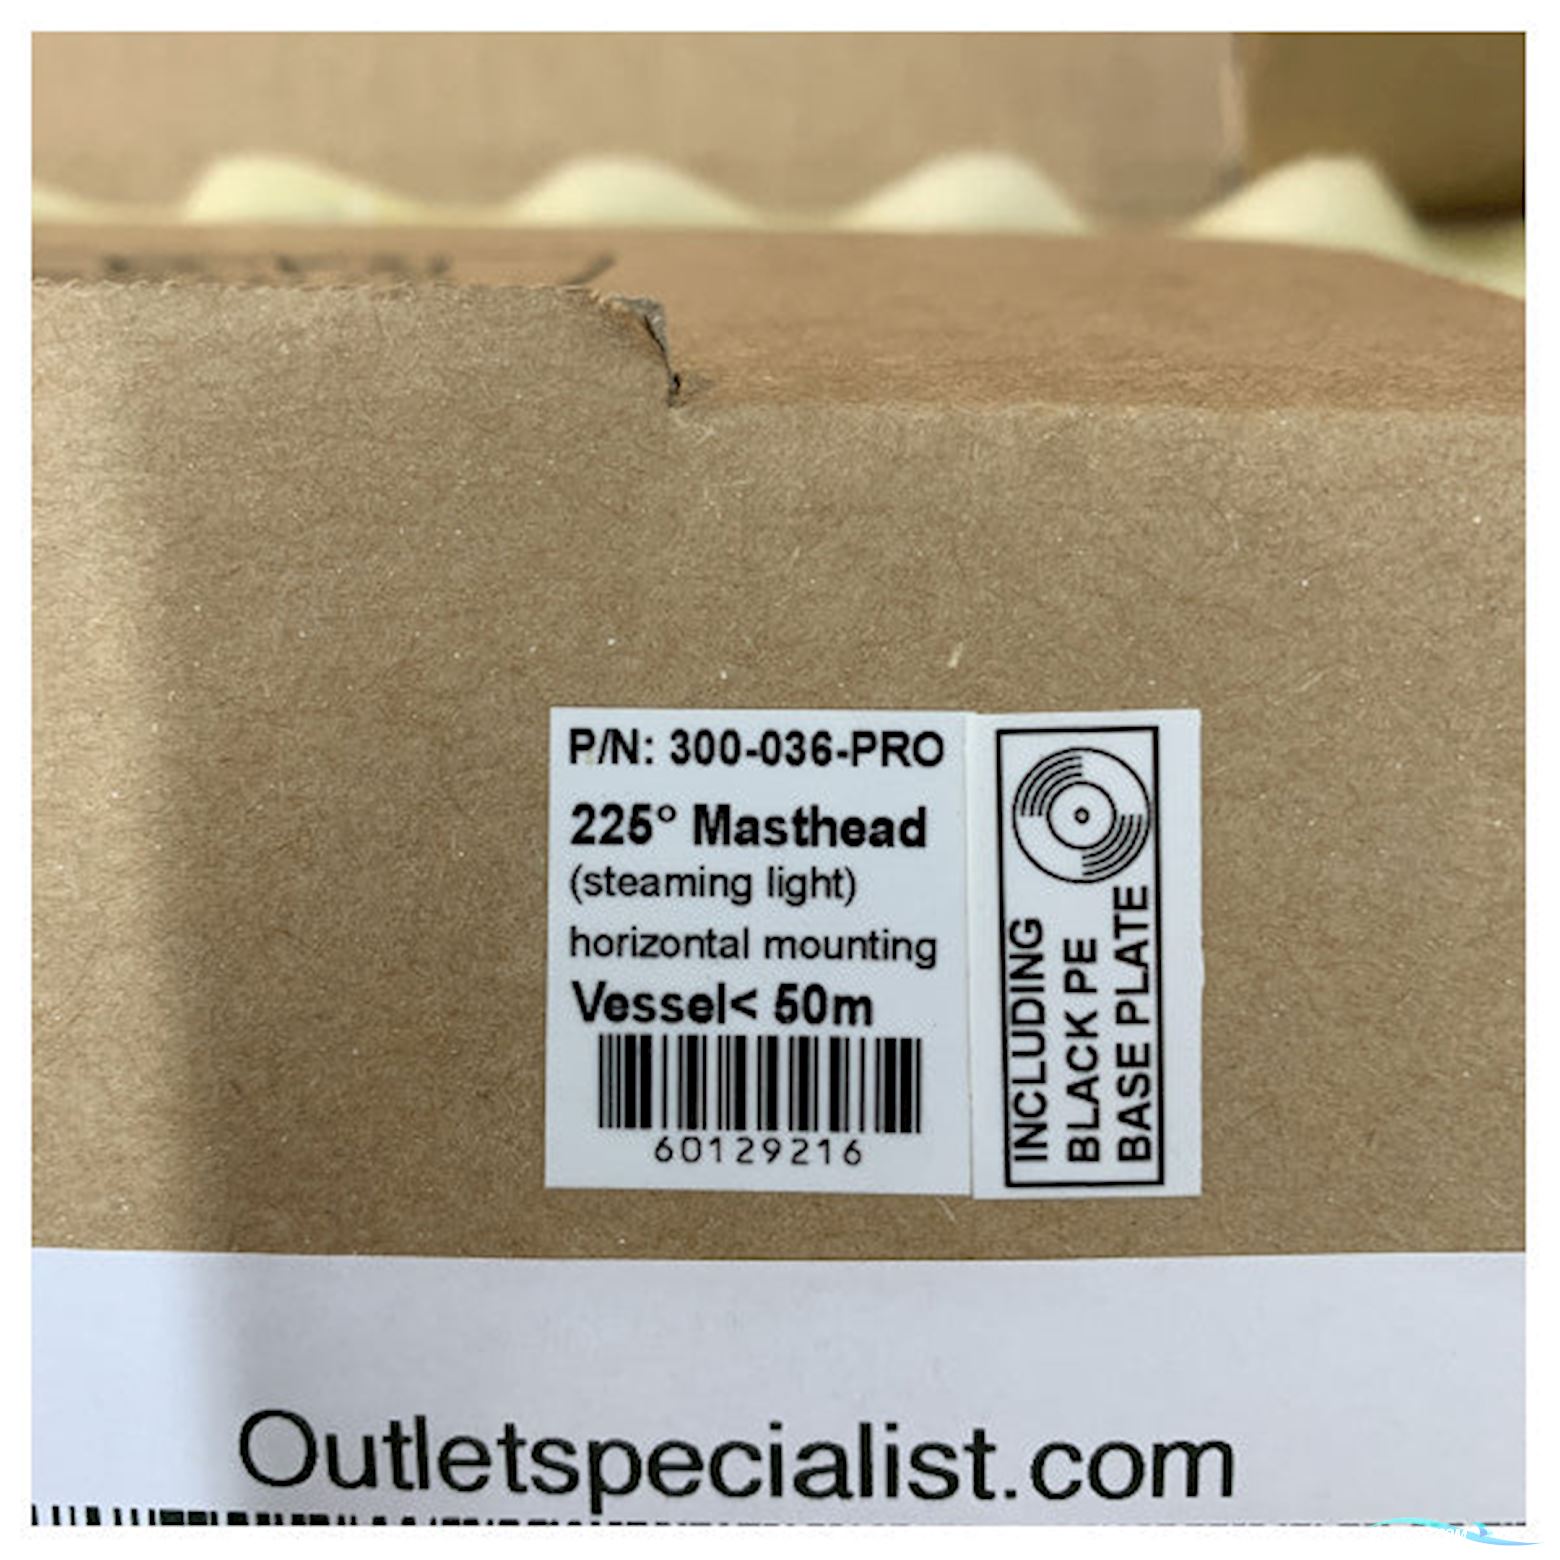 P/N: 300-036-PRO
225° Masthead
(steaming light)
horizontal mounting
Vessel< 50m
60129216
INCLUDING
BLACK PE
BASE PLATE
Outletspecialist.com